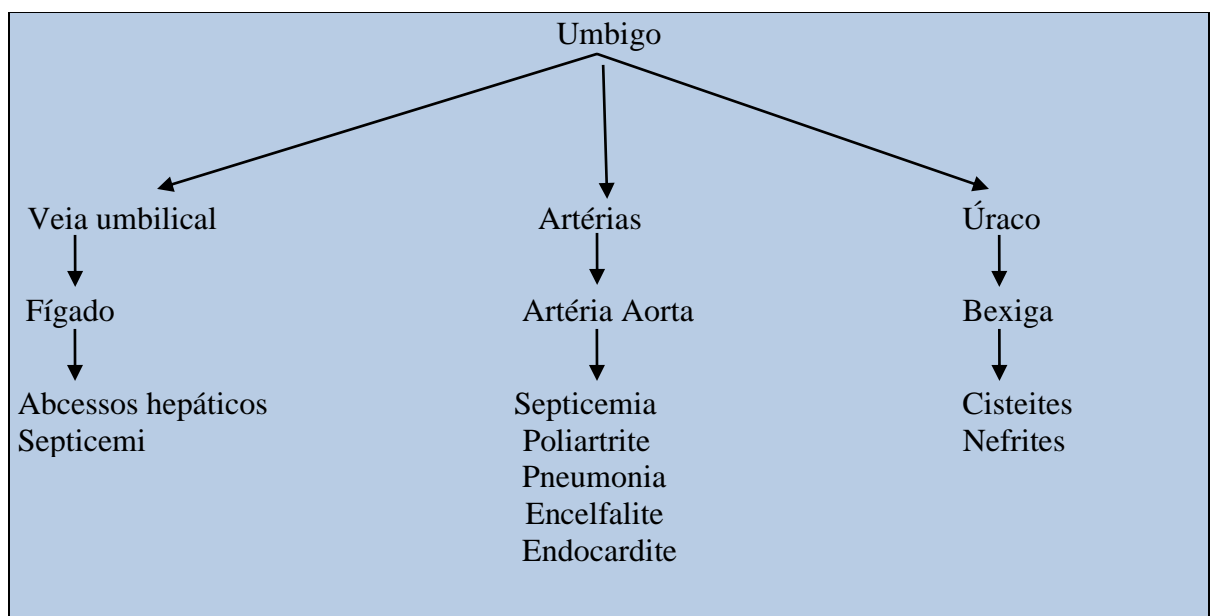 Umbigo
Veia umbilical Artérias Úraco
Fígado Artéria Aorta Bexiga
Abcessos hepáticos Septicemia Cisteites
Septicemi Poliartrite Nefrites
Pneumonia
Encelfalite
Endocardite